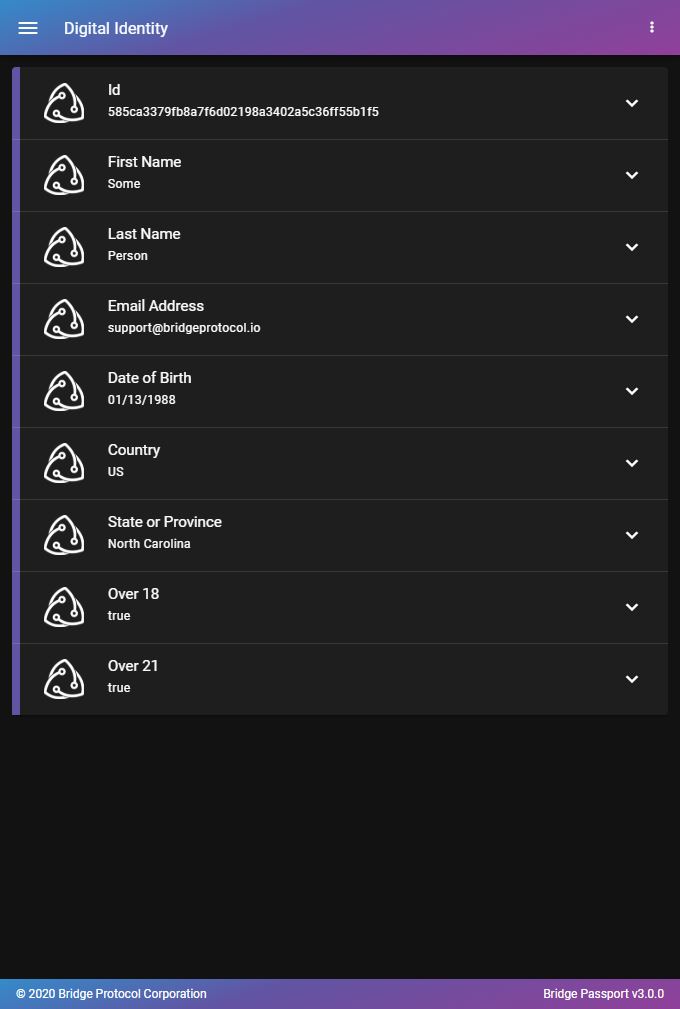 Digital Identity
Id
585ca3379fb8a7f6d02198a3402a5c36ff55b1f5
First Name
Some
Last Name
Person
Email Address
support@bridgeprotocol.io
Date of Birth
01/13/1988
Country
US
State or Province
North Carolina
Over 18
true
Over 21
true
© 2020 Bridge Protocol Corporation
Bridge Passport v3.0.0